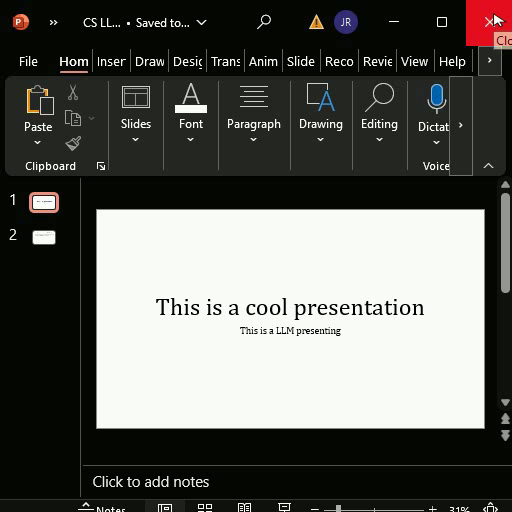 CS LL... • Saved to...
JR
Clo
File Hom Inser Draw Desig Trans Anim Slide Reco Revie View Help
Paste
Slides
Font
Paragraph
Drawing
Editing
Dictat
Clipboard
Voice
1
2
This is a cool presentation
This is a LLM presenting
Click to add notes
Notes
31%